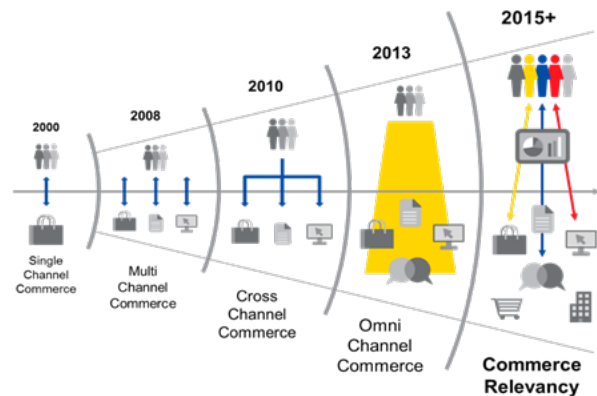 2000
Single
Channel
Commerce
2008
Multi
Channel
Commerce
2010
Cross
Channel
Commerce
2013
Omni
Channel
Commerce
2015+
Commerce
Relevancy